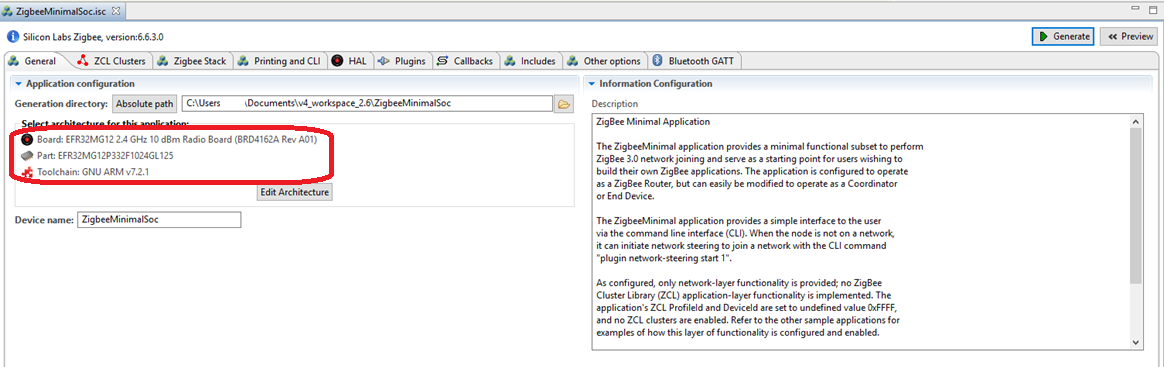 ZigbeeMinimalSoc.isc
Silicon Labs Zigbee, version:6.6.3.0
Generate
Preview
General
ZCL Clusters
Zigbee Stack
Printing and CLI
HAL
Plugins
Callbacks
Includes
Other options
Bluetooth GATT
Application configuration
Generation directory:
Absolute path
C:\Users \Documents\v4_workspace_2.6\ZigbeeMinimalSoc
Select architecture for this application:
Board: EFR32MG12 2.4 GHz 10 dBm Radio Board (BRD4162A Rev A01)
Part: EFR32MG12P332F1024GL125
Toolchain: GNU ARM v7.2.1
Edit Architecture
Device name:
ZigbeeMinimalSoc
Information Configuration
Description
ZigBee Minimal Application
The ZigbeeMinimal application provides a minimal functional subset to perform
ZigBee 3.0 network joining and serve as a starting point for users wishing to
build their own ZigBee applications. The application is configured to operate
as a ZigBee Router, but can easily be modified to operate as a Coordinator
or End Device.
The ZigbeeMinimal application provides a simple interface to the user
via the command line interface (CLI). When the node is not on a network,
it can initiate network steering to join a network with the CLI command
"plugin network-steering start 1".
As configured, only network-layer functionality is provided; no ZigBee
Cluster Library (ZCL) application-layer functionality is implemented. The
application's ZCL ProfileId and DeviceId are set to undefined value 0xFFFF,
and no ZCL clusters are enabled. Refer to the other sample applications for
examples of how this layer of functionality is configured and enabled.